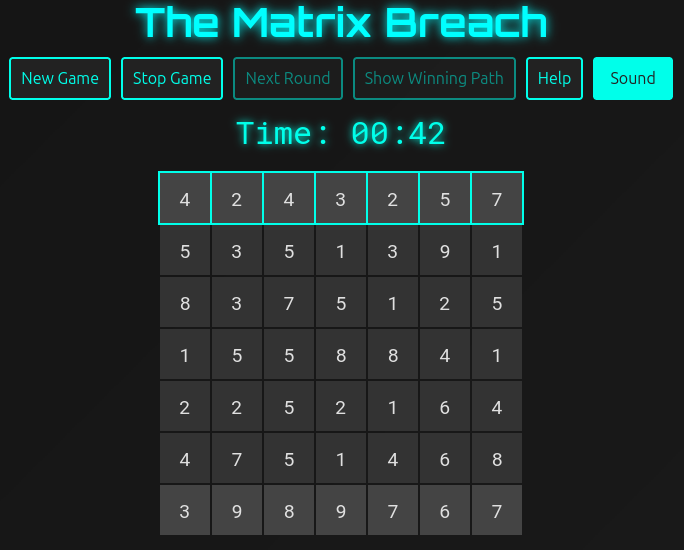 The Matrix Breach
New Game Stop Game Next Round Show Winning Path Help Sound
Time: 00:42
4 2 4 3 2 5 7
5 3 5 1 3 9 1
8 3 7 5 1 2 5
1 5 5 8 8 4 1
2 2 5 2 1 6 4
4 7 5 1 4 6 8
3 9 8 9 7 6 7